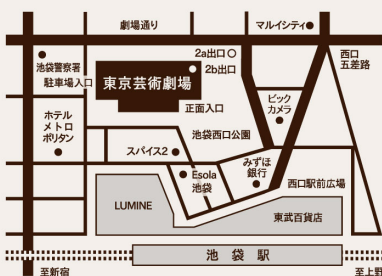 劇場通り
マルイシティ
2a出口
西口
五差路
池袋警察署
2b出口
駐車場入口
東京芸術劇場
正面入口
ビック
カメラ
ホテル
メトロ
ポリタン
池袋西口公園
スパイス2
みずほ
銀行
Esola
池袋
西口駅前広場
LUMINE
東武百貨店
池袋駅
至新宿
至上野